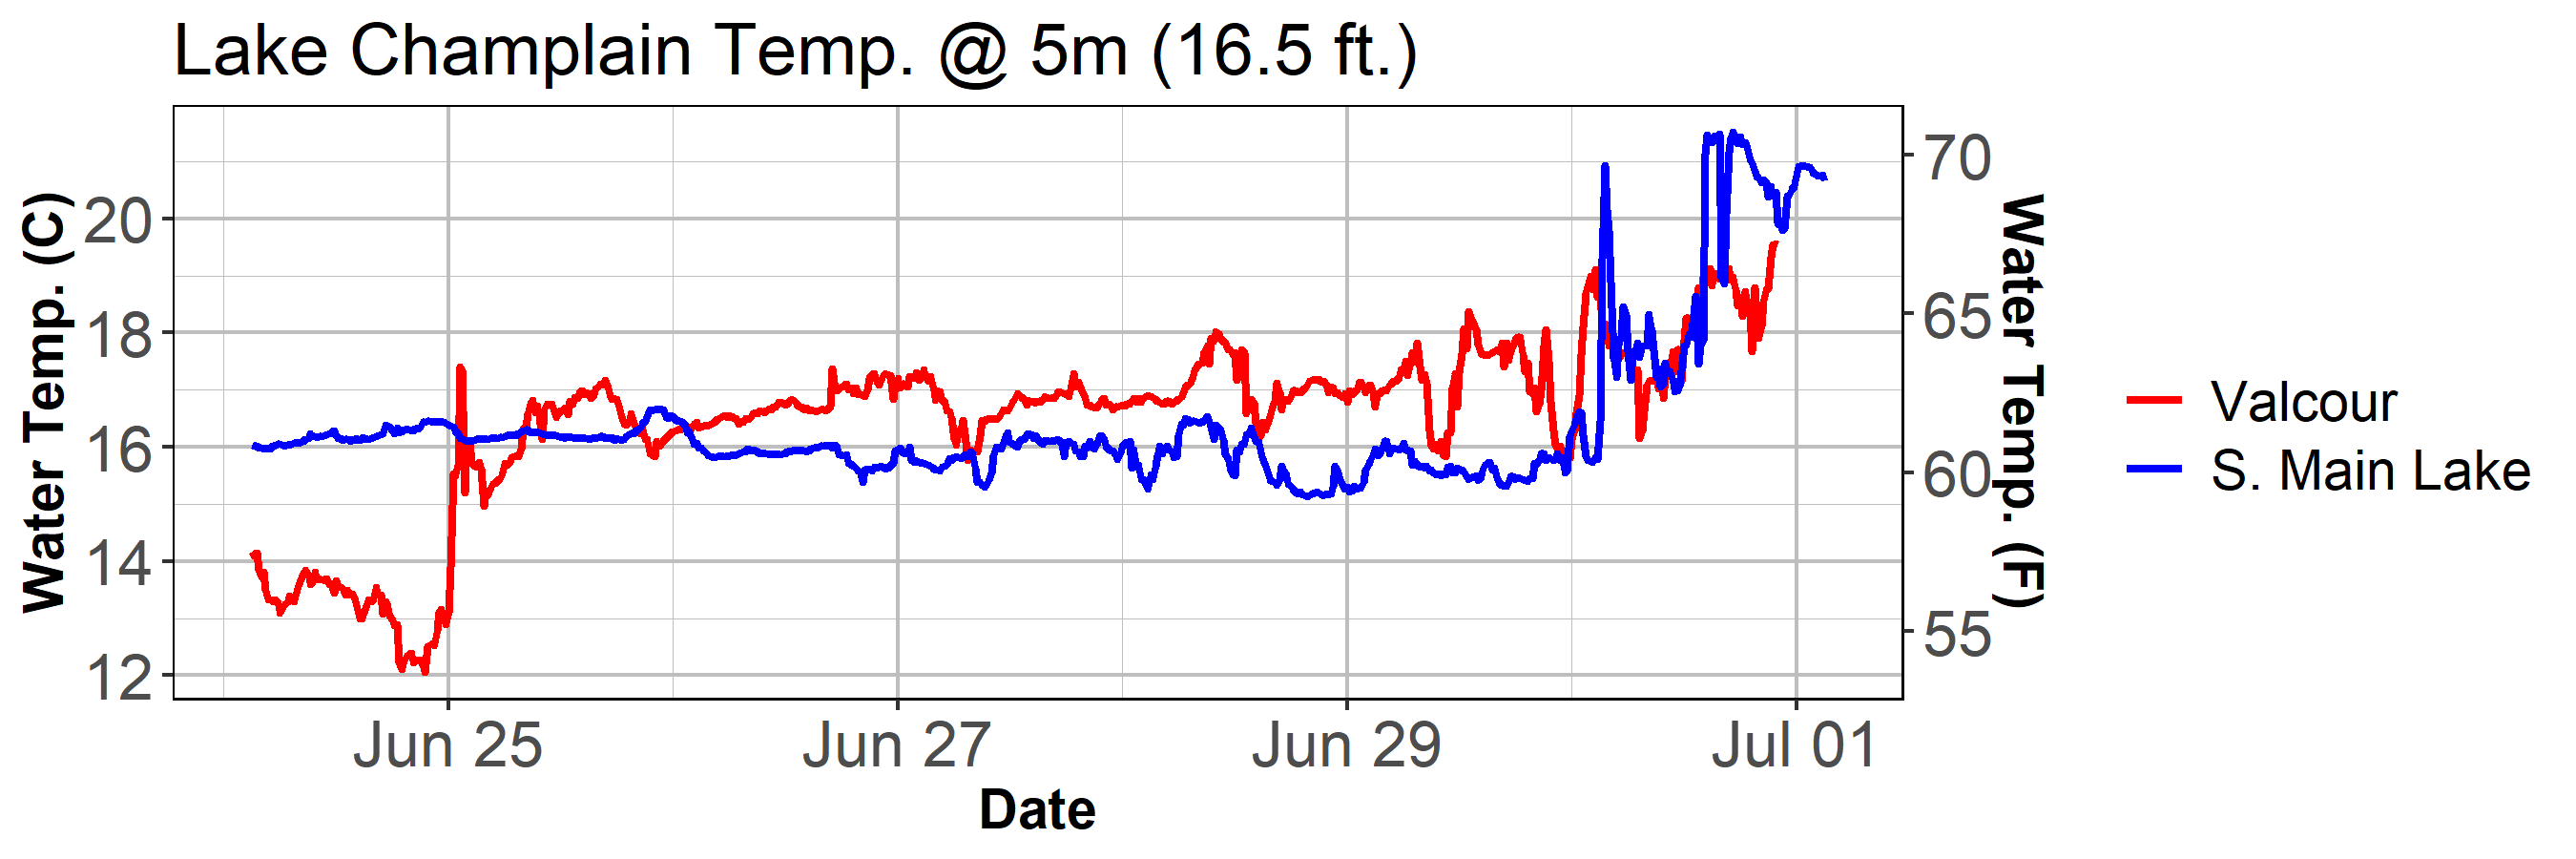 Lake Champlain Temp. @ 5m (16.5 ft.)
Water Temp. (C)
20
18
16
14
12
70
65
60
55
Water Temp. (F)
Jun 25
Jun 27
Jun 29
Jul 01
Date
Valcour
S. Main Lake